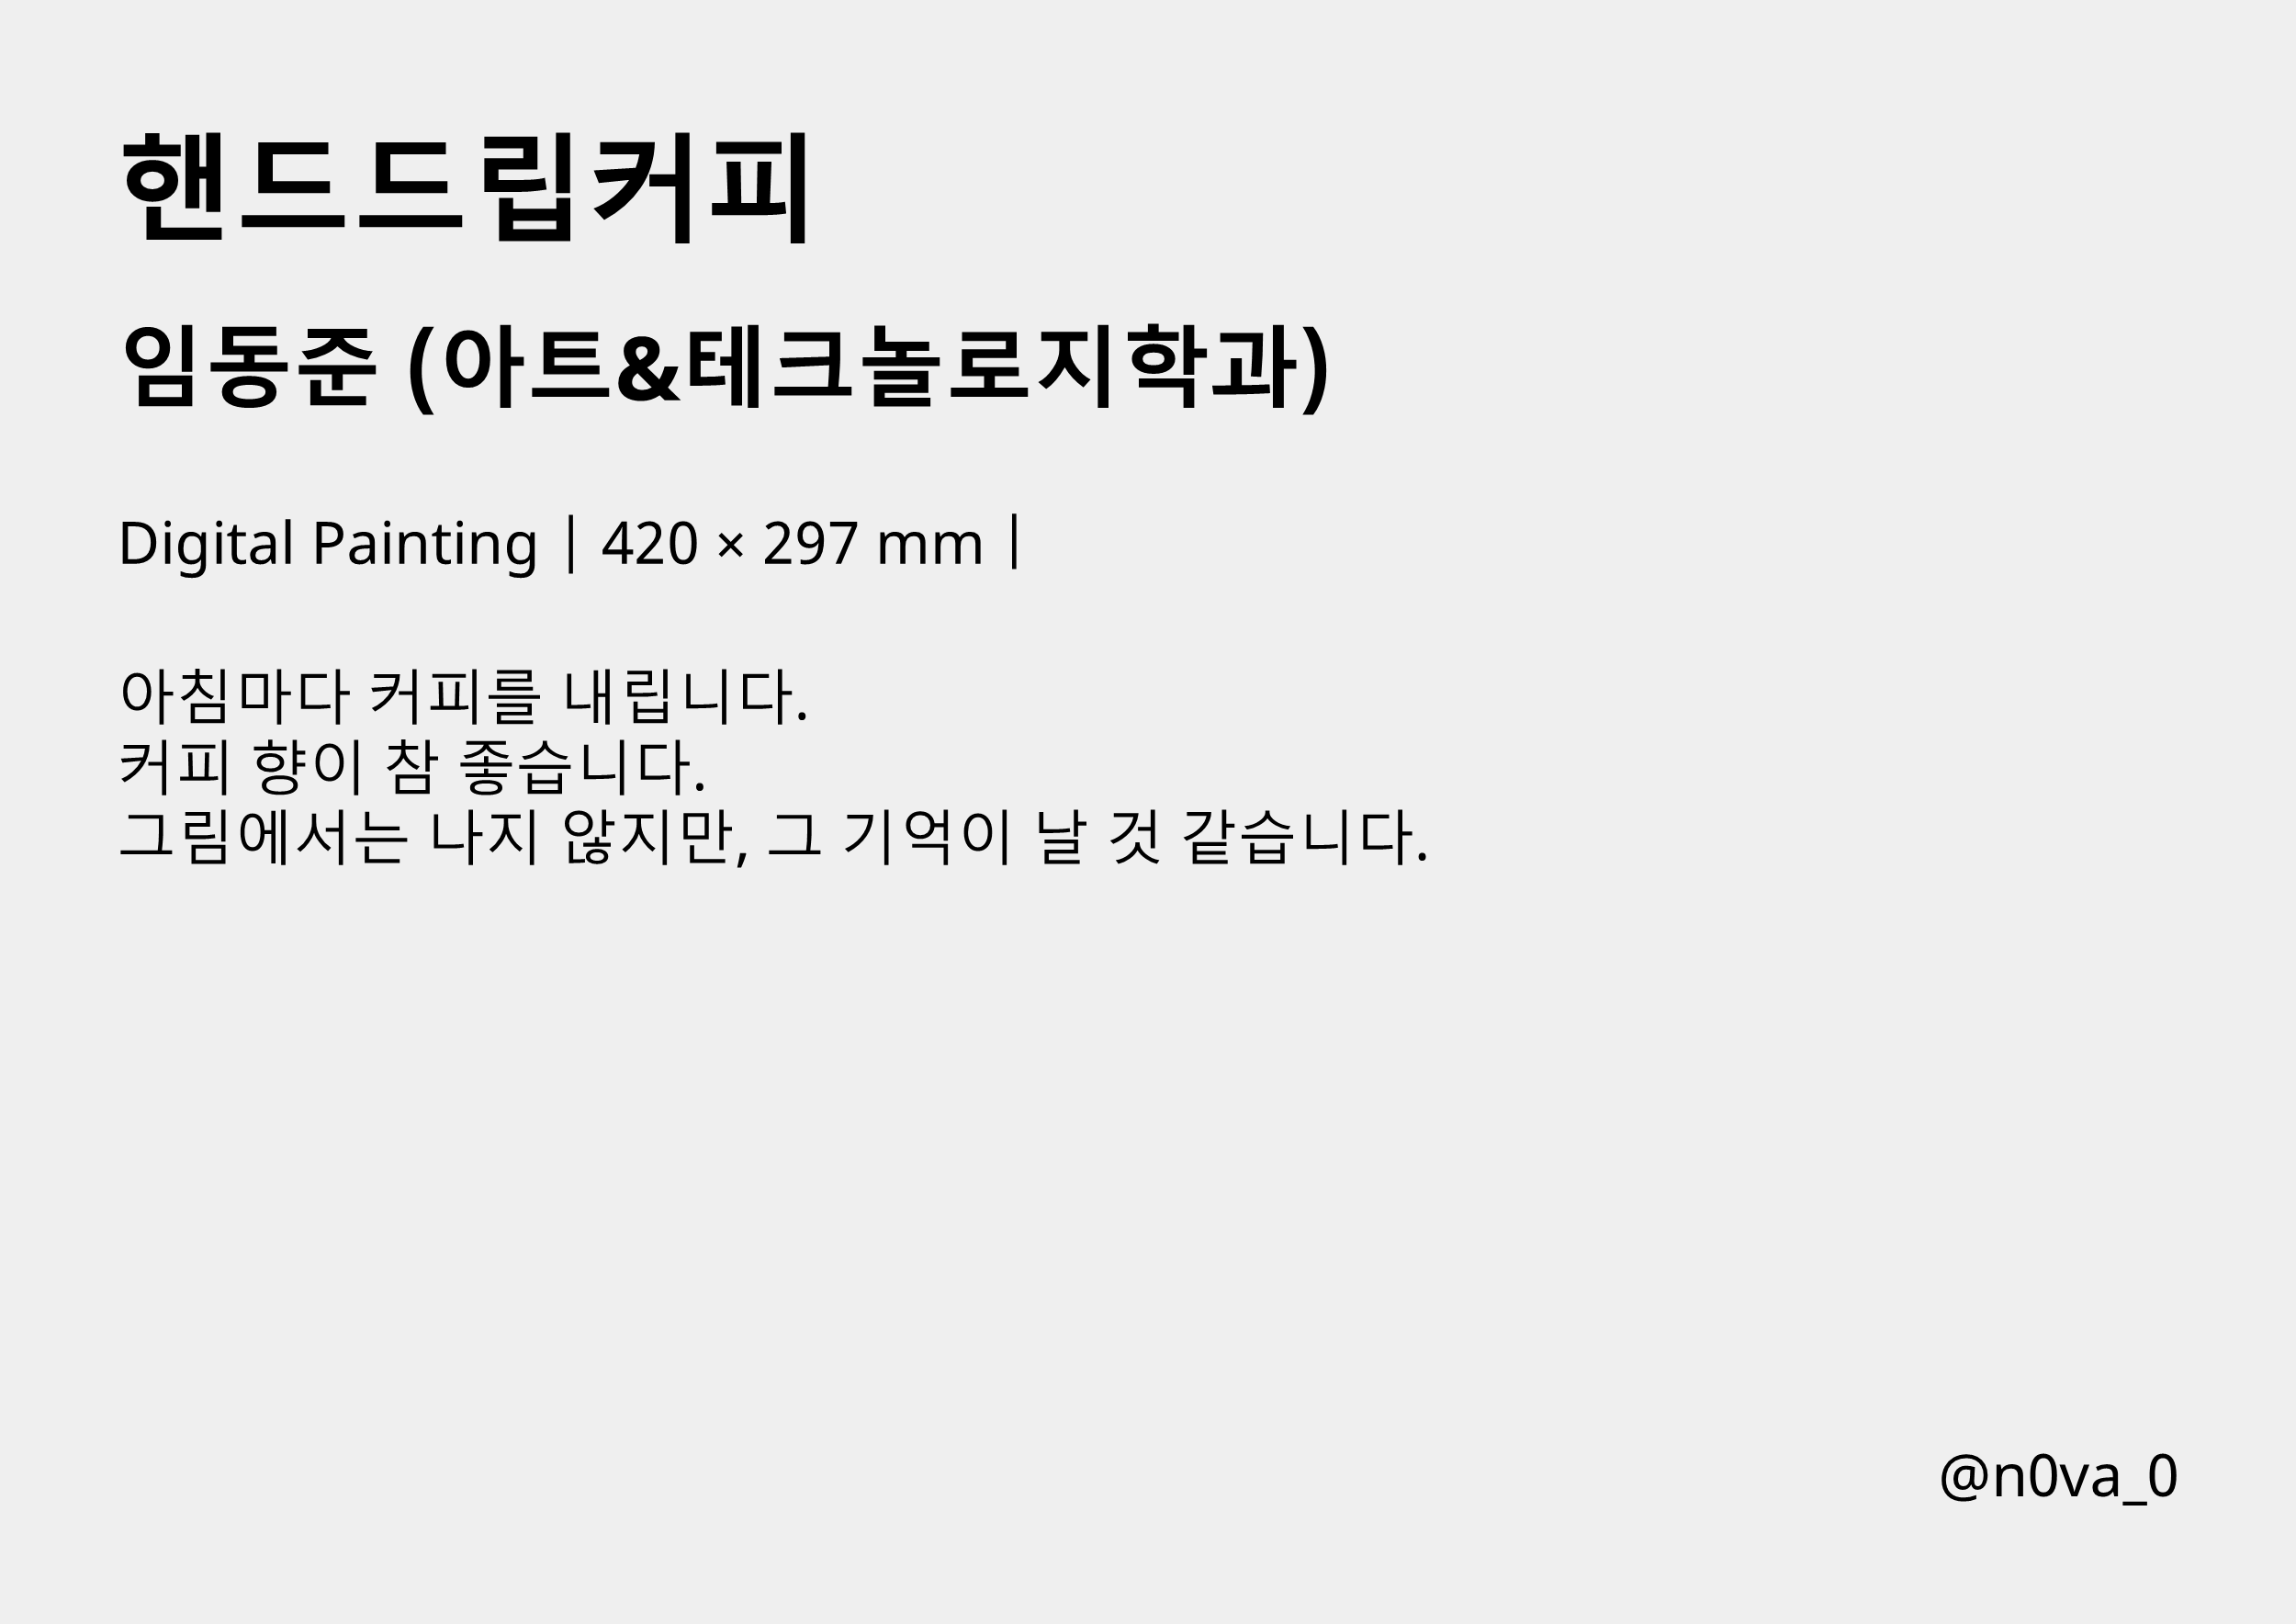 핸드드립커피
임동준 (아트&테크놀로지학과)
Digital Painting | 420 × 297 mm |
아침마다 커피를 내립니다.
커피 향이 참 좋습니다.
그림에서는 나지 않지만, 그 기억이 날 것 같습니다.
@n0va_0